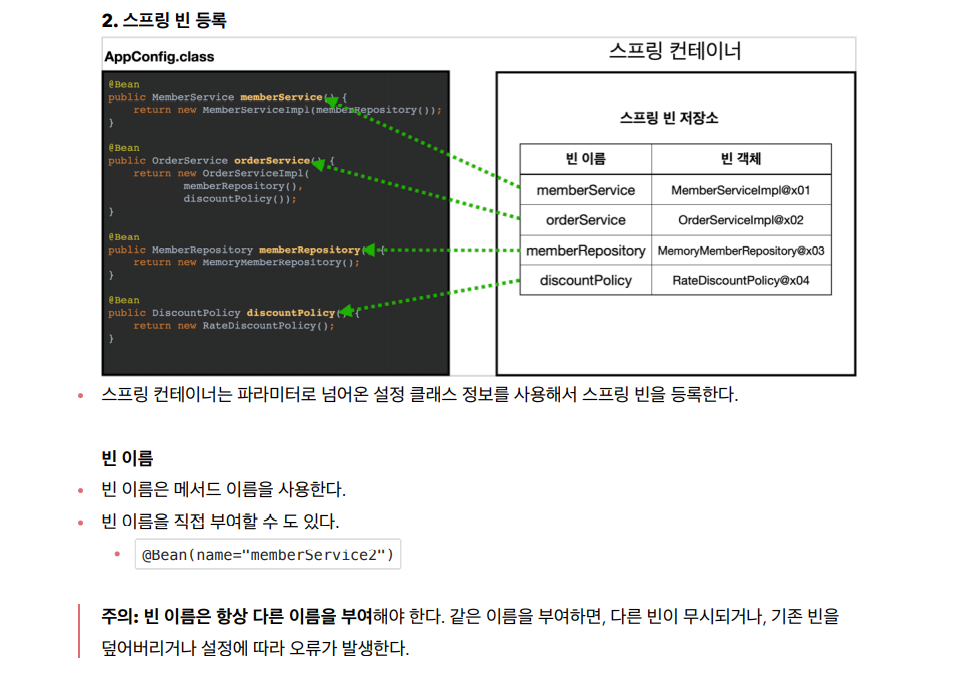 2. 스프링 빈 등록
AppConfig.class
@Bean
public MemberService memberService() {
return new MemberServiceImpl(memberRepository());
}
@Bean
public OrderService orderService() {
return new OrderServiceImpl(
memberRepository(),
discountPolicy());
}
@Bean
public MemberRepository memberRepository() {
return new MemoryMemberRepository();
}
@Bean
public DiscountPolicy discountPolicy() {
return new RateDiscountPolicy();
}
스프링 컨테이너
스프링 빈 저장소
빈 이름 빈 객체
memberService MemberServiceImpl@x01
orderService OrderServiceImpl@x02
memberRepository MemoryMemberRepository@x03
discountPolicy RateDiscountPolicy@x04
스프링 컨테이너는 파라미터로 넘어온 설정 클래스 정보를 사용해서 스프링 빈을 등록한다.
빈 이름
빈 이름은 메서드 이름을 사용한다.
빈 이름을 직접 부여할 수 도 있다.
@Bean(name="memberService2")
주의: 빈 이름은 항상 다른 이름을 부여해야 한다. 같은 이름을 부여하면, 다른 빈이 무시되거나, 기존 빈을
덮어버리거나 설정에 따라 오류가 발생한다.